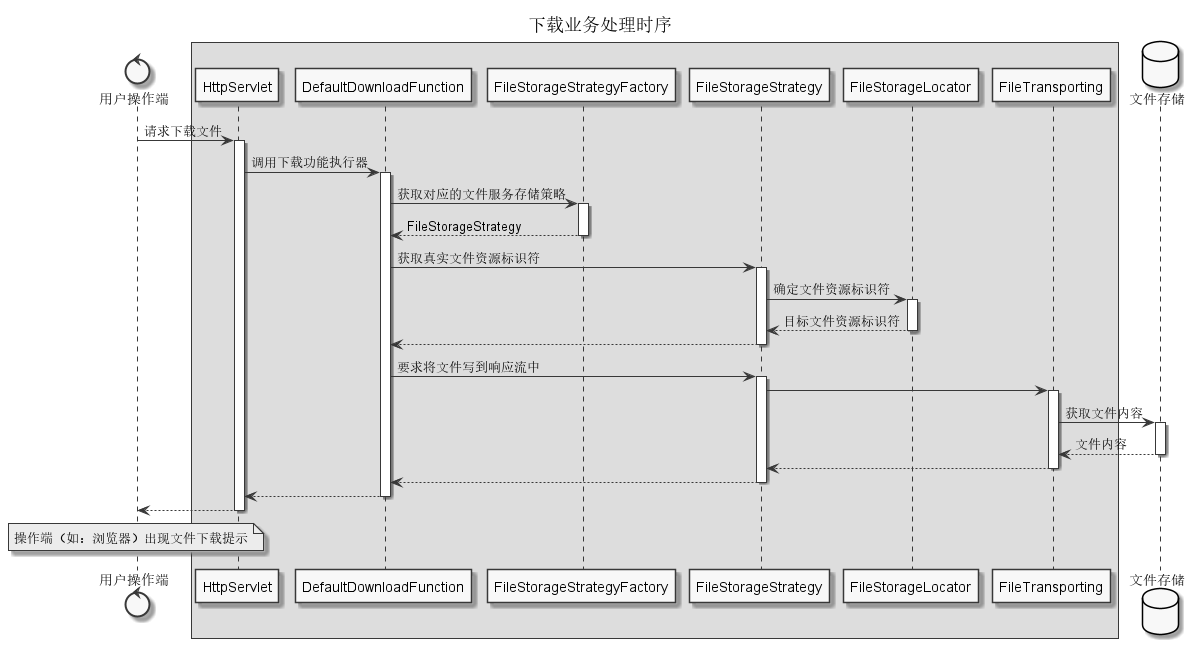 下载业务处理时序
用户操作端
HttpServlet
DefaultDownloadFunction
FileStorageStrategyFactory
FileStorageStrategy
FileStorageLocator
FileTransporting
文件存储
请求下载文件
调用下载功能执行器
获取对应的文件服务存储策略
FileStorageStrategy
获取真实文件资源标识符
确定文件资源标识符
目标文件资源标识符
要求将文件写到响应流中
获取文件内容
文件内容
操作端（如：浏览器）出现文件下载提示
用户操作端
HttpServlet
DefaultDownloadFunction
FileStorageStrategyFactory
FileStorageStrategy
FileStorageLocator
FileTransporting
文件存储